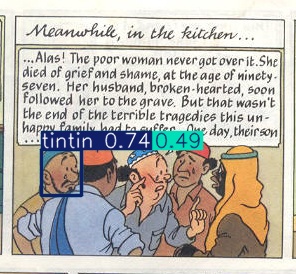 Meanwhile, in the kitchen...
...Alas! The poor woman never got over it. She
died of grief and shame, at the age of ninety-
seven. Her husband, broken-hearted, soon
followed her to the grave. But that wasn't
the end of the terrible tragedies this un-
happy family had to suffer... One day, their son
tintin 0.74 0.49